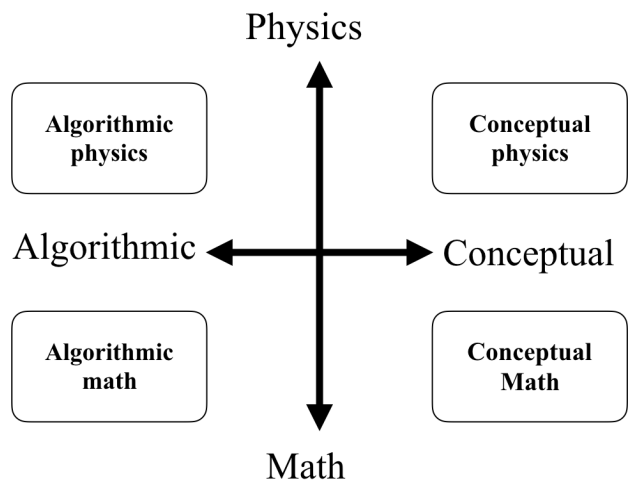 Physics
Algorithmic
physics
Conceptual
physics
Algorithmic
Conceptual
Algorithmic
math
Conceptual
Math
Math